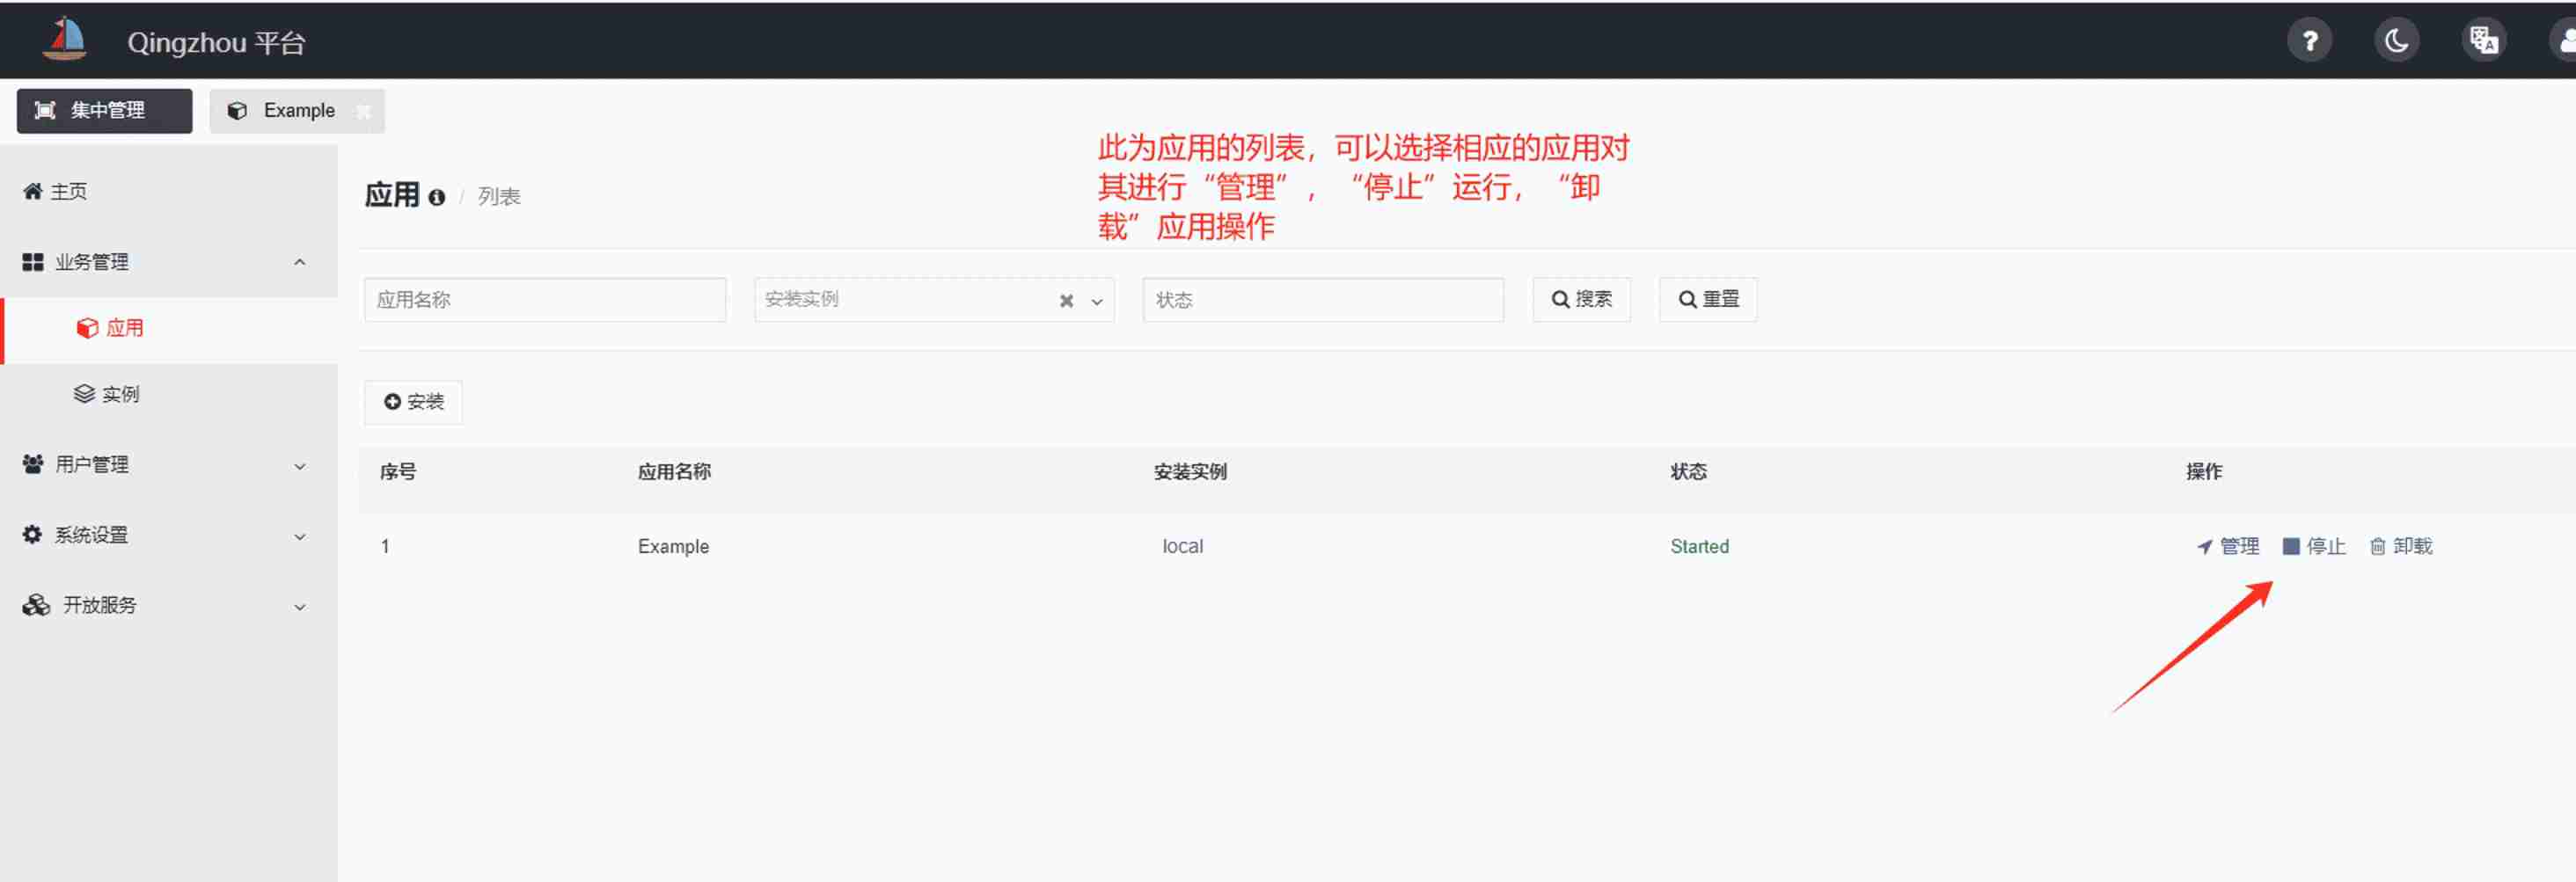 Qingzhou 平台
?
集中管理
Example
此为应用的列表，可以选择相应的应用对
其进行“管理”，“停止”运行，“卸
载”应用操作
主页
应用 / 列表
业务管理
应用名称
安装实例
状态
搜索
重置
应用
实例
安装
用户管理
序号 应用名称 安装实例 状态 操作
系统设置
1 Example local Started 管理 停止 卸载
开放服务